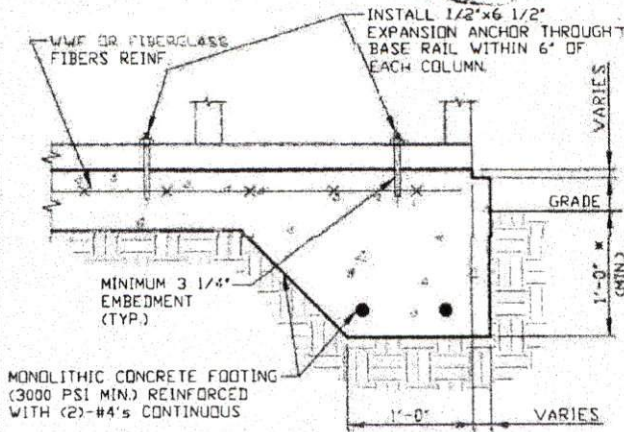 INSTALL 1/2"x6 1/2"
EXPANSION ANCHOR THROUGH
BASE RAIL WITHIN 6" OF
EACH COLUMN.
WWF OR FIBERGLASS
FIBERS REINF.
VARIES
GRADE
1'-0" *
(MIN.)
MINIMUM 3 1/4"
EMBEDMENT
(TYP.)
MONOLITHIC CONCRETE FOOTING
(3000 PSI MIN.) REINFORCED
WITH (2)-#4's CONTINUOUS
1'-0"
VARIES